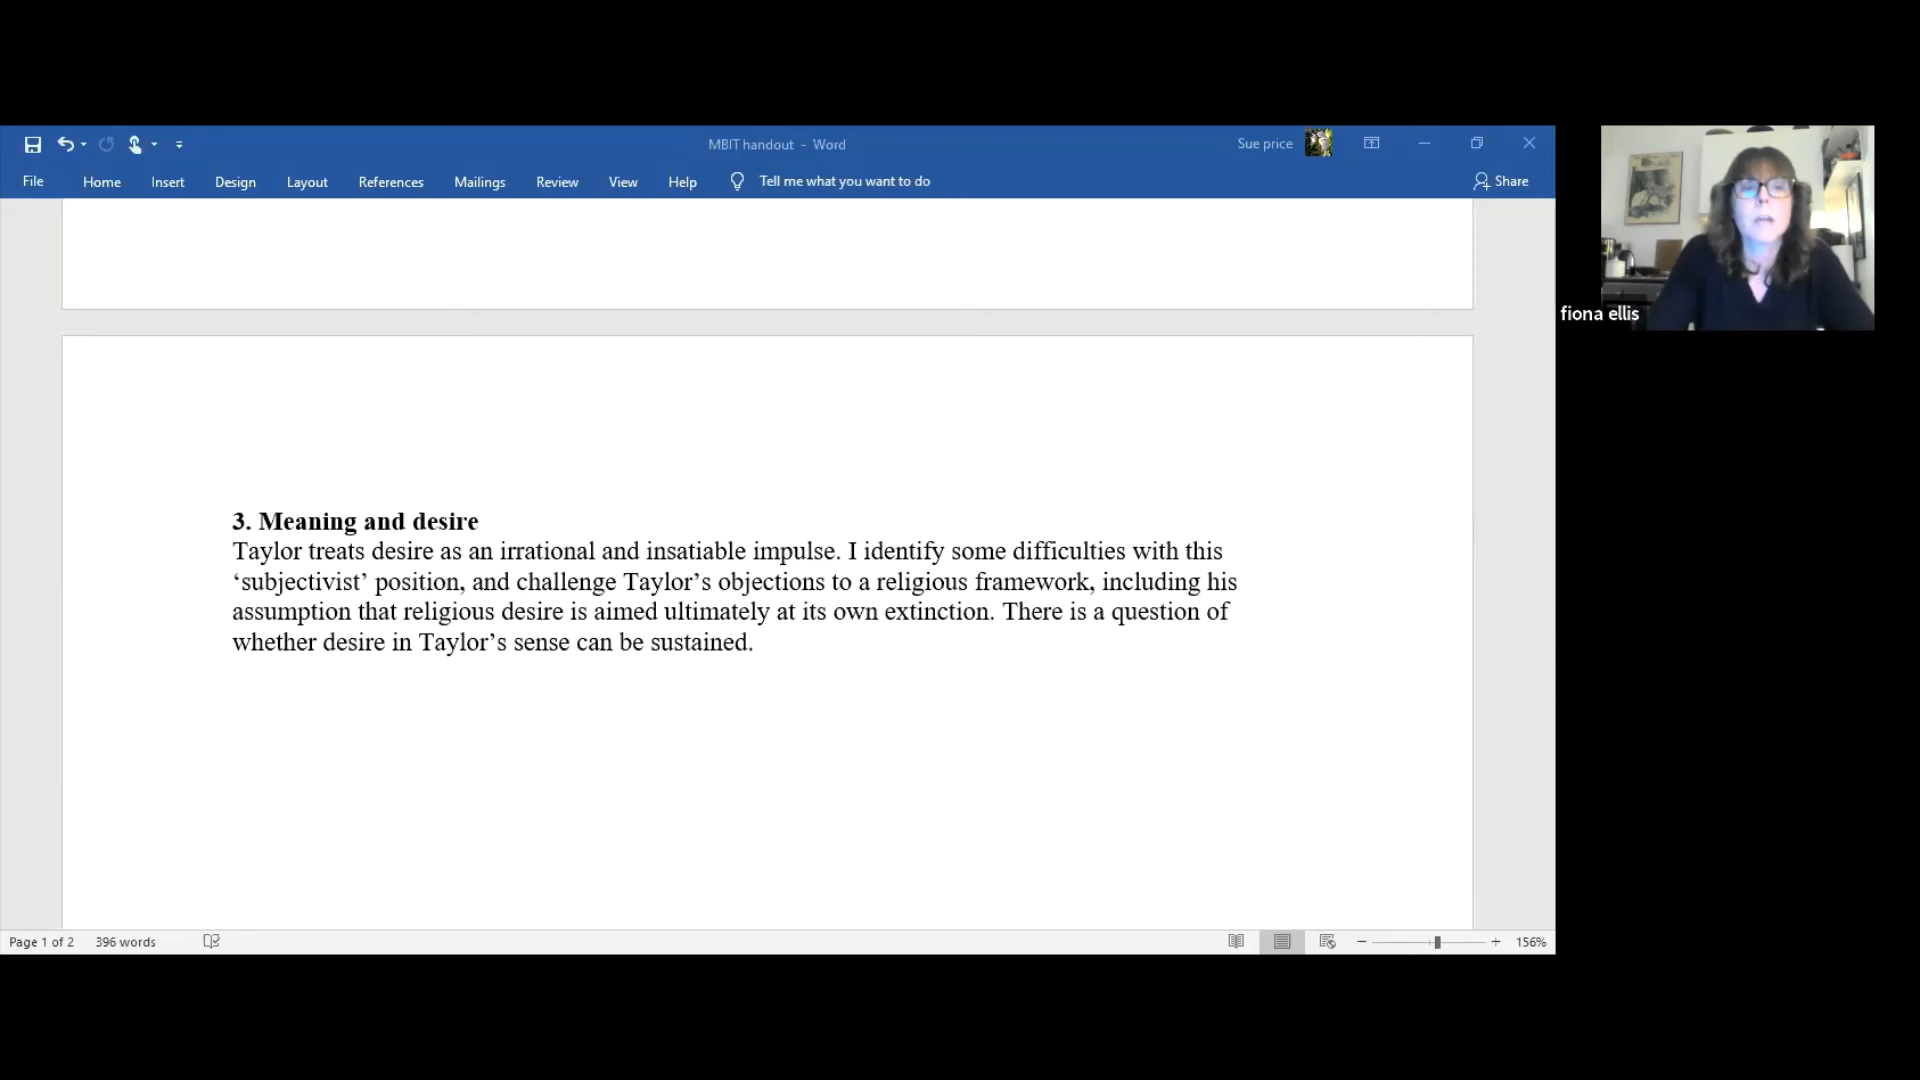 MBIT handout - Word
Sue price
File Home Insert Design Layout References Mailings Review View Help Tell me what you want to do Share
fiona ellis
3. Meaning and desire
Taylor treats desire as an irrational and insatiable impulse. I identify some difficulties with this
‘subjectivist’ position, and challenge Taylor’s objections to a religious framework, including his
assumption that religious desire is aimed ultimately at its own extinction. There is a question of
whether desire in Taylor’s sense can be sustained.
Page 1 of 2 396 words 156%